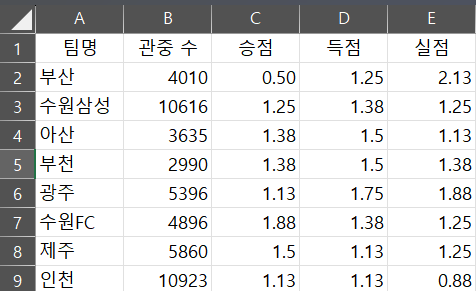 A B C D E
1 팀명 관중 수 승점 득점 실점
2 부산 4010 0.50 1.25 2.13
3 수원삼성 10616 1.25 1.38 1.25
4 아산 3635 1.38 1.5 1.13
5 부천 2990 1.38 1.5 1.38
6 광주 5396 1.13 1.75 1.88
7 수원FC 4896 1.88 1.38 1.25
8 제주 5860 1.5 1.13 1.25
9 인천 10923 1.13 1.13 0.88